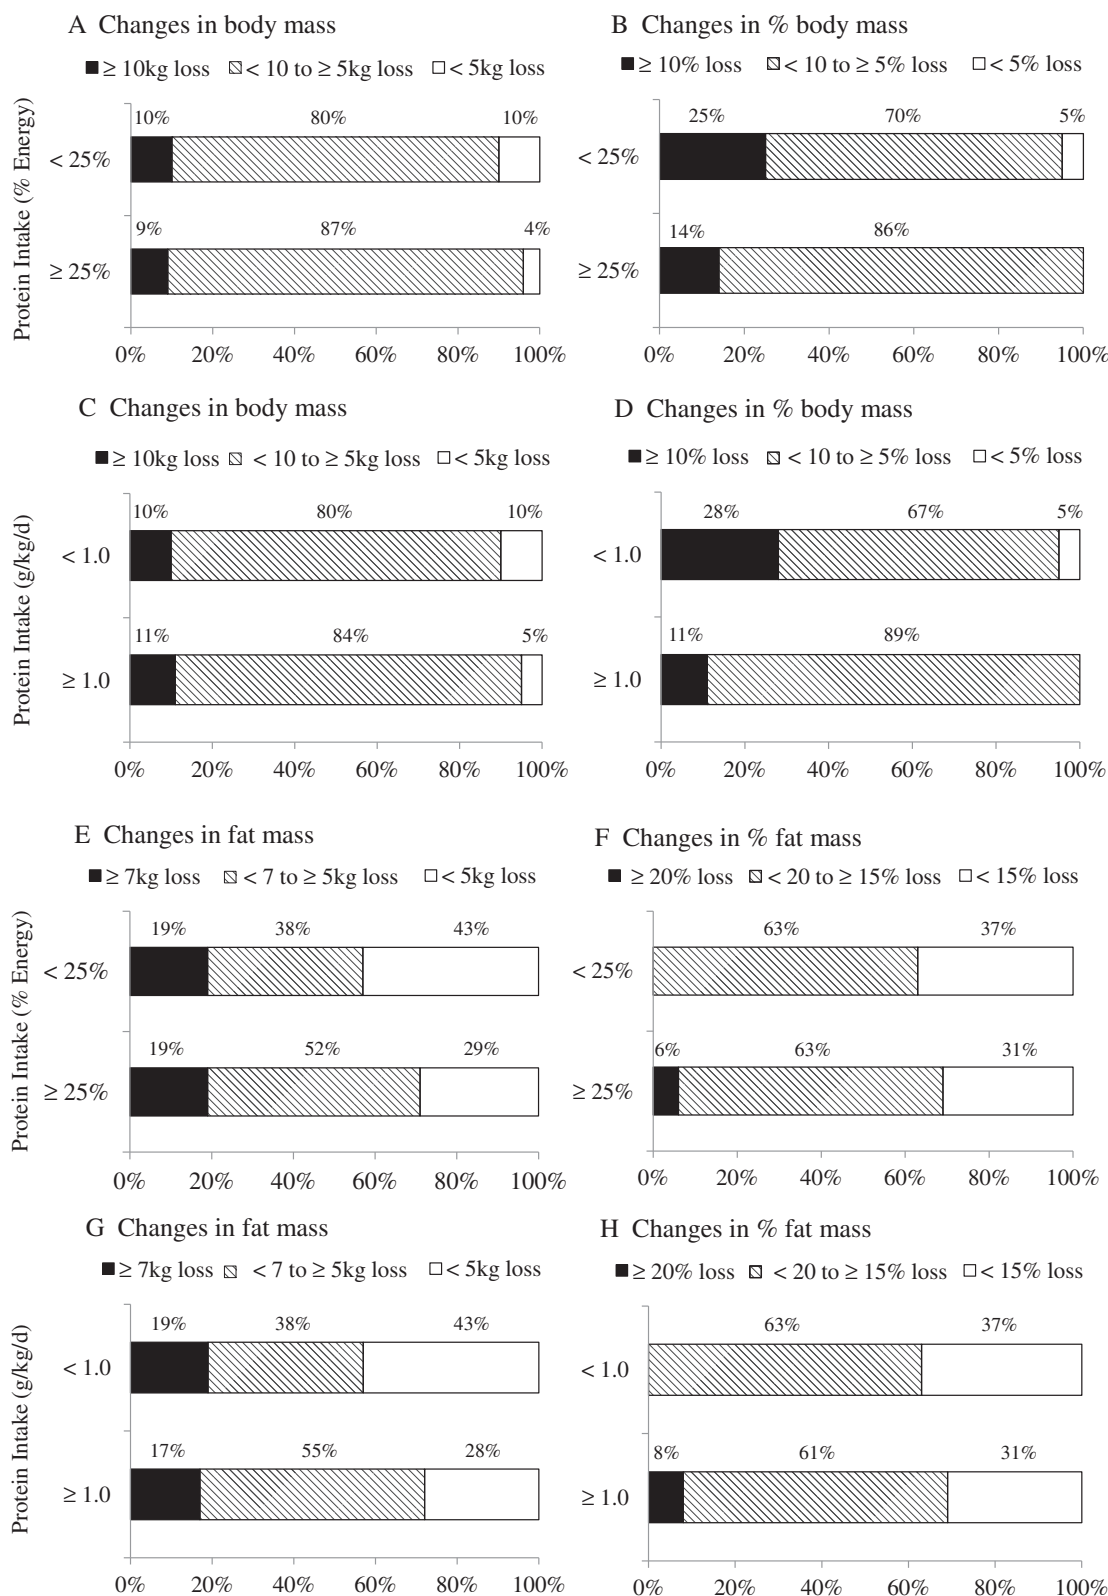 A Changes in body mass
≥ 10kg loss < 10 to ≥ 5kg loss < 5kg loss
Protein Intake (% Energy)
10% 80% 10%
< 25%
9% 87% 4%
≥ 25%
0% 20% 40% 60% 80% 100%
B Changes in % body mass
≥ 10% loss < 10 to ≥ 5% loss < 5% loss
25% 70% 5%
< 25%
14% 86%
≥ 25%
0% 20% 40% 60% 80% 100%
C Changes in body mass
≥ 10kg loss < 10 to ≥ 5kg loss < 5kg loss
Protein Intake (g/kg/d)
10% 80% 10%
< 1.0
11% 84% 5%
≥ 1.0
0% 20% 40% 60% 80% 100%
D Changes in % body mass
≥ 10% loss < 10 to ≥ 5% loss < 5% loss
28% 67% 5%
< 1.0
11% 89%
≥ 1.0
0% 20% 40% 60% 80% 100%
E Changes in fat mass
≥ 7kg loss < 7 to ≥ 5kg loss < 5kg loss
Protein Intake (% Energy)
19% 38% 43%
< 25%
19% 52% 29%
≥ 25%
0% 20% 40% 60% 80% 100%
F Changes in % fat mass
≥ 20% loss < 20 to ≥ 15% loss < 15% loss
63% 37%
< 25%
6% 63% 31%
≥ 25%
0% 20% 40% 60% 80% 100%
G Changes in fat mass
≥ 7kg loss < 7 to ≥ 5kg loss < 5kg loss
Protein Intake (g/kg/d)
19% 38% 43%
< 1.0
17% 55% 28%
≥ 1.0
0% 20% 40% 60% 80% 100%
H Changes in % fat mass
≥ 20% loss < 20 to ≥ 15% loss < 15% loss
63% 37%
< 1.0
8% 61% 31%
≥ 1.0
0% 20% 40% 60% 80% 100%